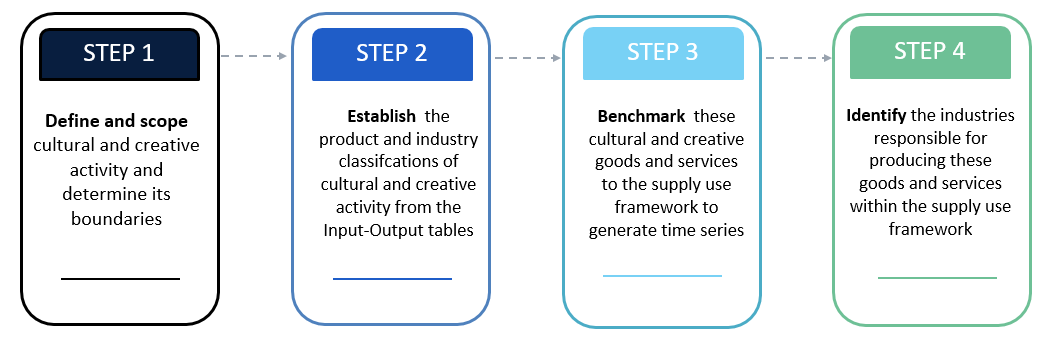 STEP 1
Define and scope
cultural and creative
activity and
determine its
boundaries
STEP 2
Establish the
product and industry
classifcations of
cultural and creative
activity from the
Input-Output tables
STEP 3
Benchmark these
cultural and creative
goods and services
to the supply use
framework to
generate time series
STEP 4
Identify the industries
responsible for
producing these
goods and services
within the supply use
framework